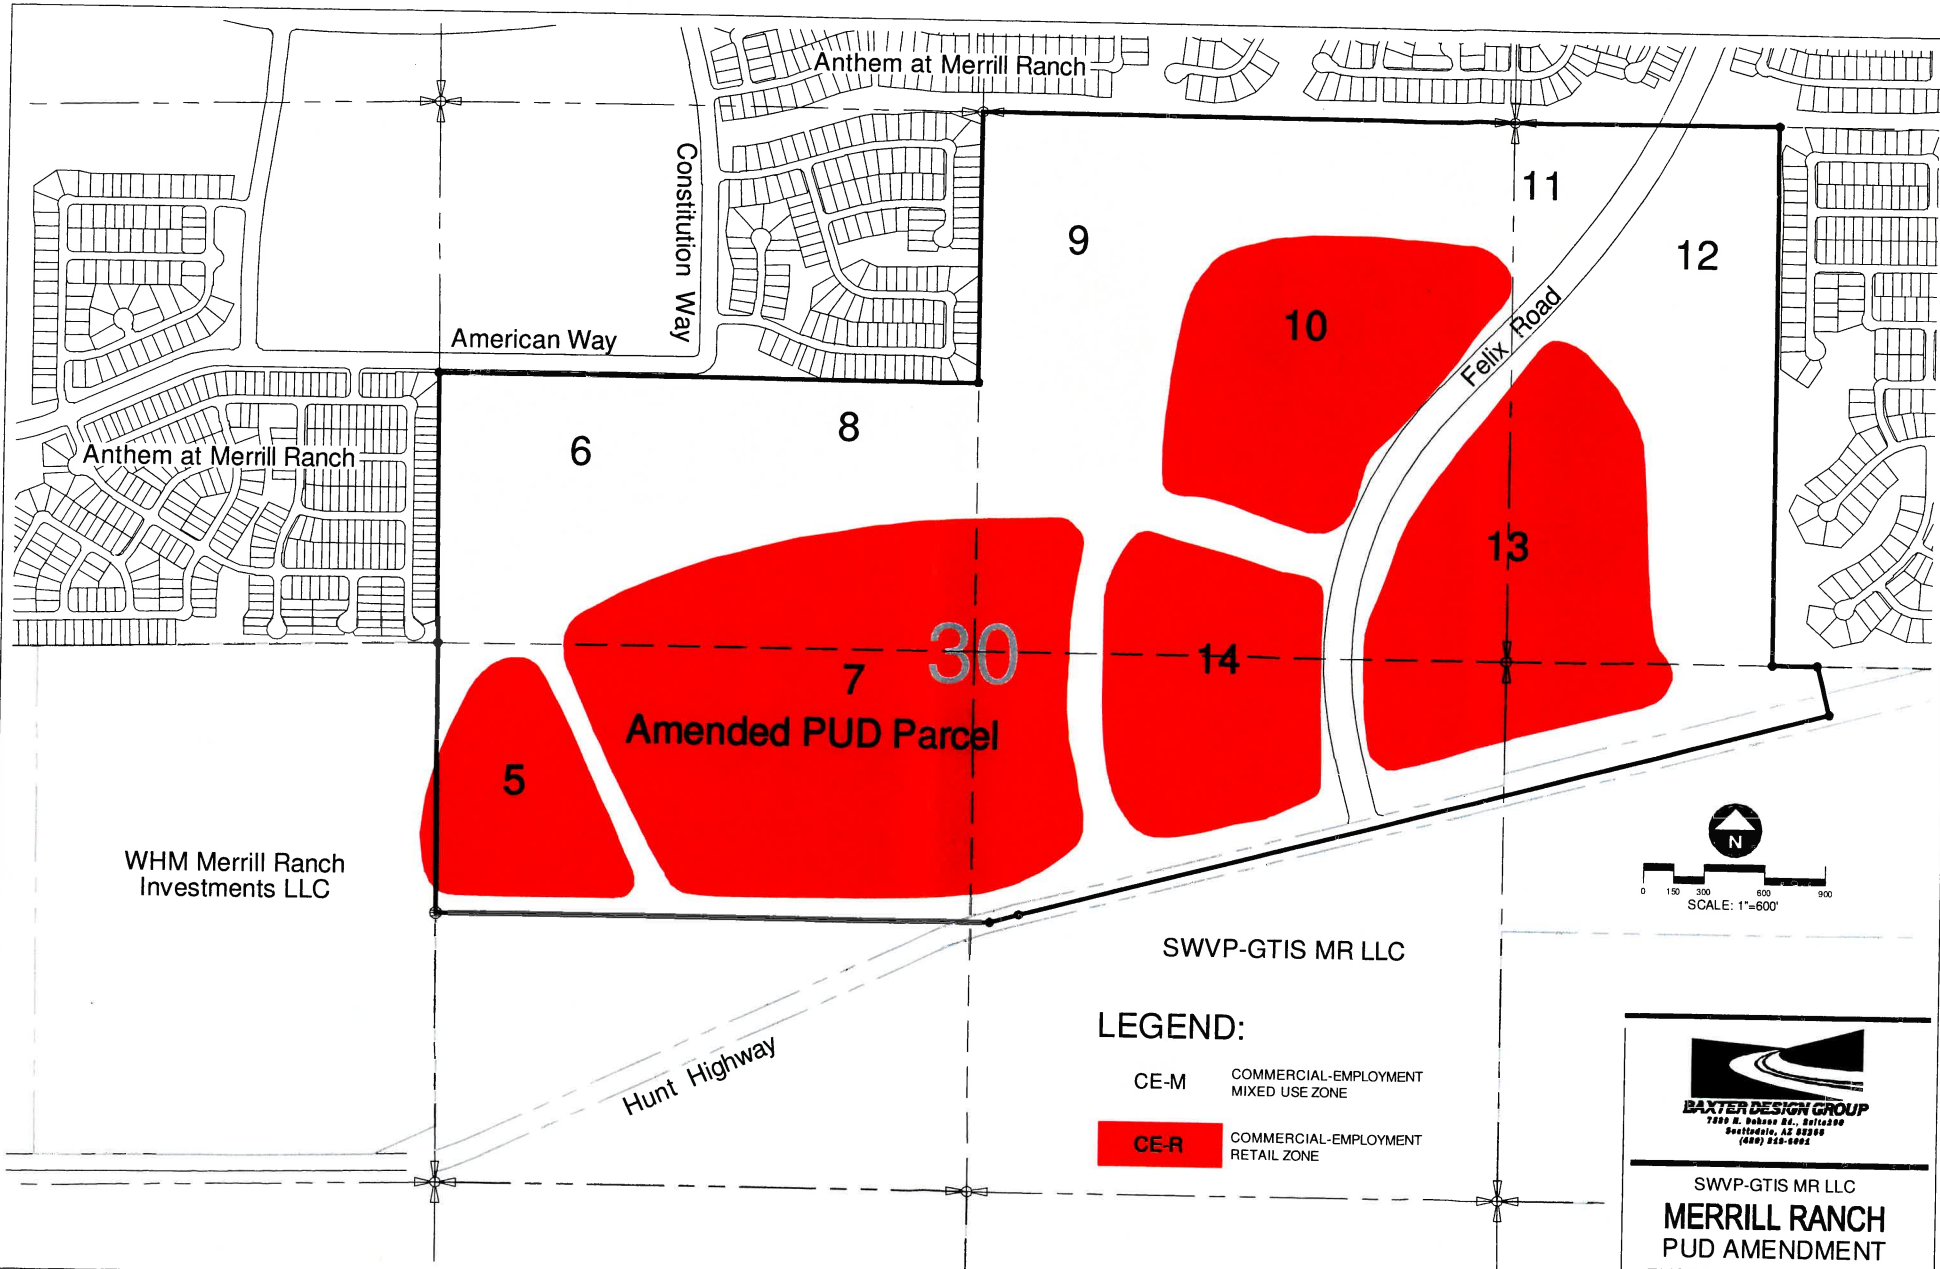 Anthem at Merrill Ranch
Constitution Way
11
9
12
10
Felix Road
American Way
8
6
Anthem at Merrill Ranch
13
30
14
7
Amended PUD Parcel
5
N
0 150 300 600 900
SCALE: 1"=600'
WHM Merrill Ranch
Investments LLC
SWVP-GTIS MR LLC
Hunt Highway
LEGEND:
CE-M COMMERCIAL-EMPLOYMENT
MIXED USE ZONE
CE-R COMMERCIAL-EMPLOYMENT
RETAIL ZONE
BAXTER DESIGN GROUP
Scottsdale, AZ
SWVP-GTIS MR LLC
MERRILL RANCH
PUD AMENDMENT